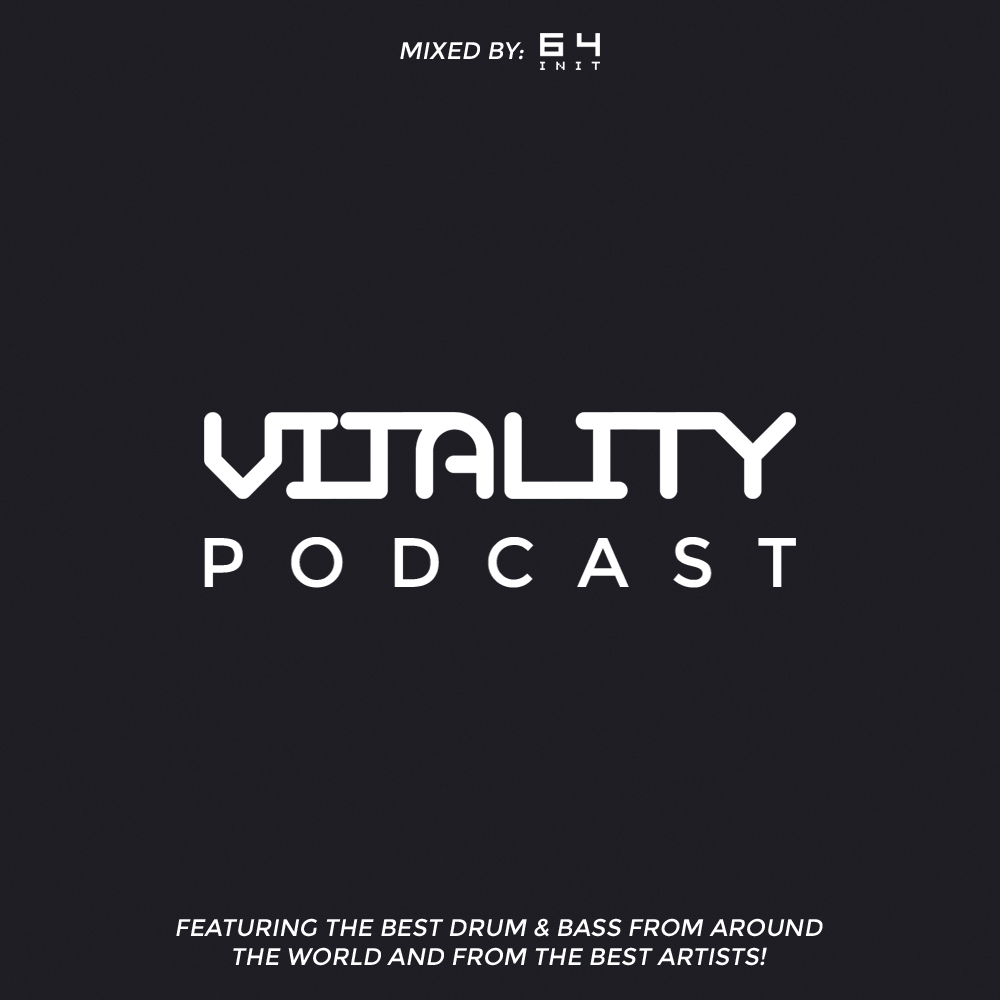 MIXED BY: 64
INIT
VITALITY
PODCAST
FEATURING THE BEST DRUM & BASS FROM AROUND
THE WORLD AND FROM THE BEST ARTISTS!